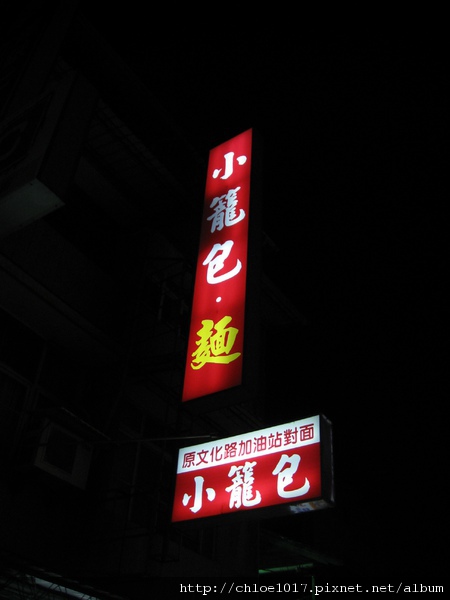 小籠包·麵
原文化路加油站對面
小籠包
http://chloe1017.pixnet.net/album